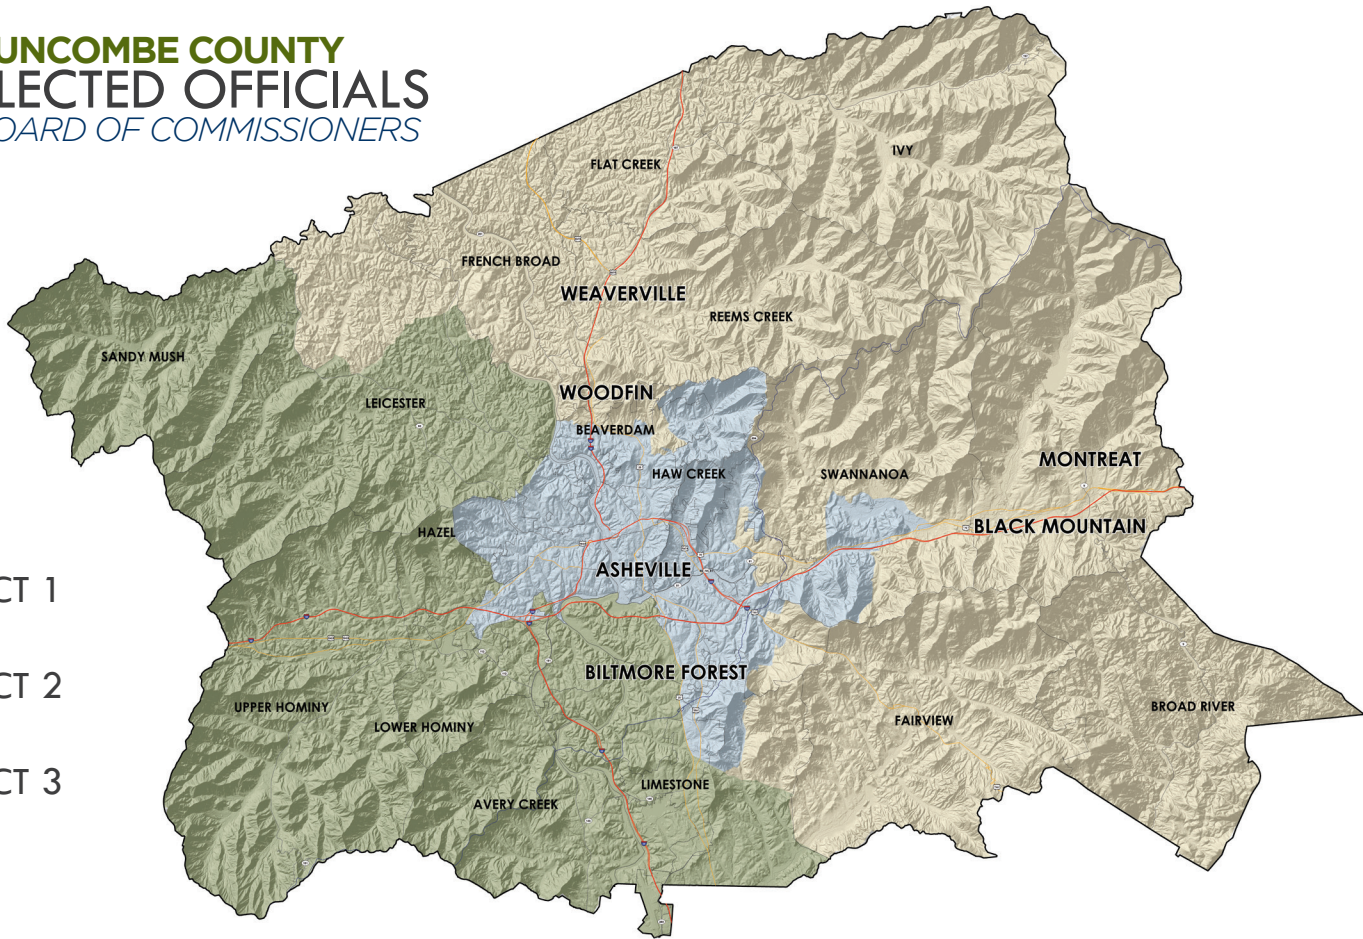 UNCOMBE COUNTY
LECTED OFFICIALS
OARD OF COMMISSIONERS
FLAT CREEK
IVY
FRENCH BROAD
WEAVERVILLE
REEMS CREEK
SANDY MUSH
WOODFIN
LEICESTER
BEAVERDAM
MONTREAT
HAW CREEK
SWANNANOA
BLACK MOUNTAIN
HAZEL
ASHEVILLE
CT 1
BILTMORE FOREST
CT 2
UPPER HOMINY
BROAD RIVER
LOWER HOMINY
FAIRVIEW
CT 3
LIMESTONE
AVERY CREEK